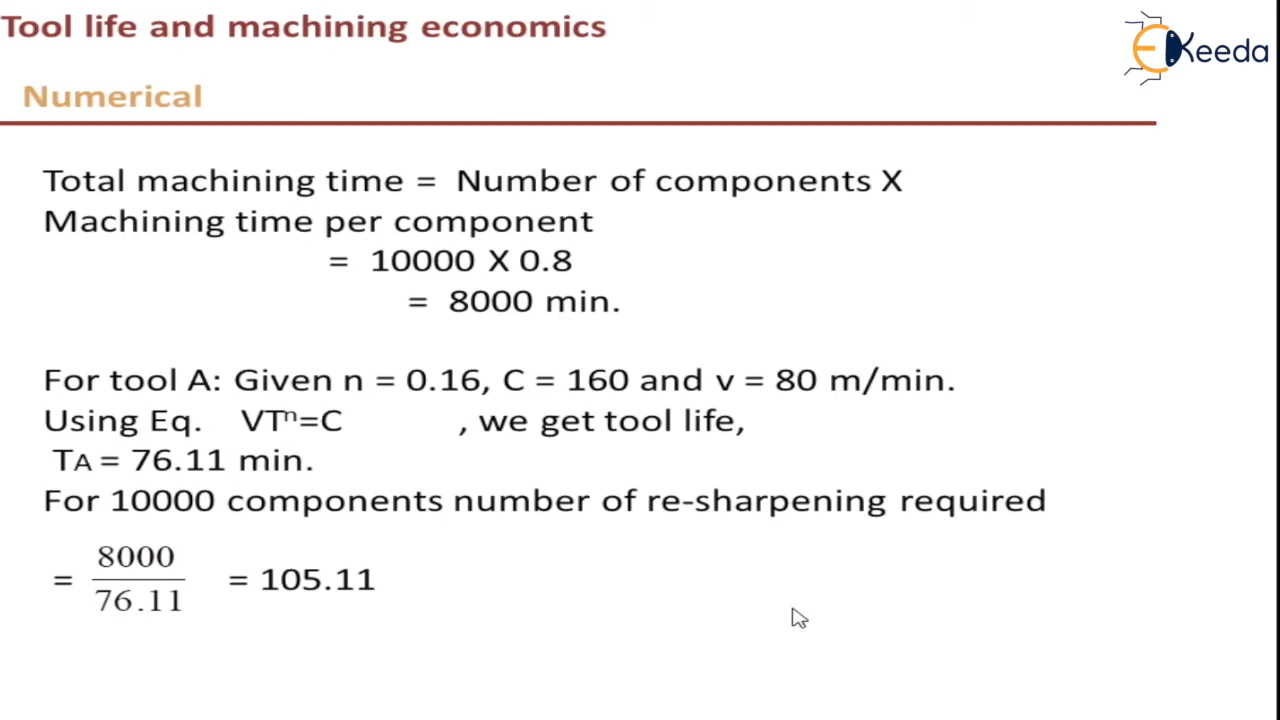 Tool life and machining economics
Keeda
Numerical
Total machining time = Number of components X
Machining time per component
= 10000 X 0.8
= 8000 min.
For tool A: Given n = 0.16, C = 160 and v = 80 m/min.
Using Eq. VTⁿ=C , we get tool life,
TA = 76.11 min.
For 10000 components number of re-sharpening required
= 8000 / 76.11 = 105.11